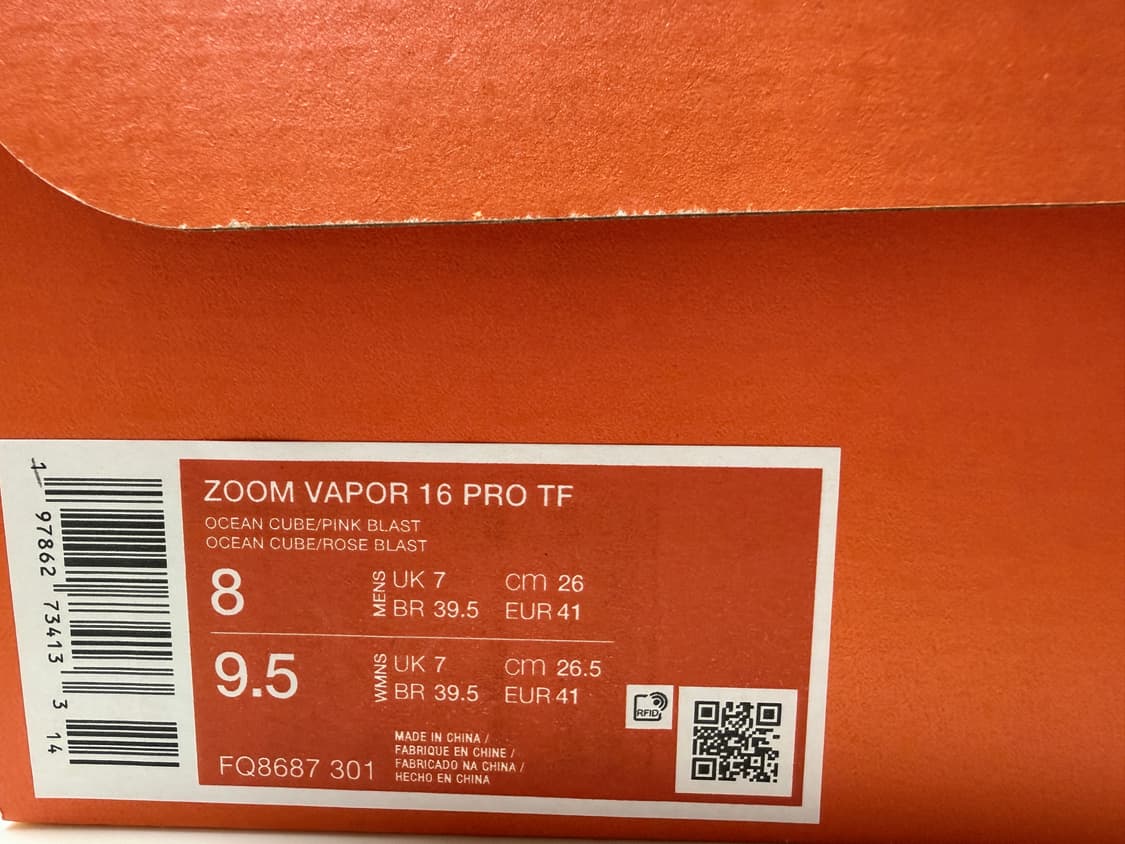 ZOOM VAPOR 16 PRO TF
OCEAN CUBE/PINK BLAST
OCEAN CUBE/ROSE BLAST
8
MENS
UK 7 cm 26
BR 39.5 EUR 41
9.5
WMNS
UK 7 cm 26.5
BR 39.5 EUR 41
RFID
MADE IN CHINA /
FABRIQUE EN CHINE /
FABRICADO NA CHINA /
HECHO EN CHINA
FQ8687 301
1 97862 73413 3 14